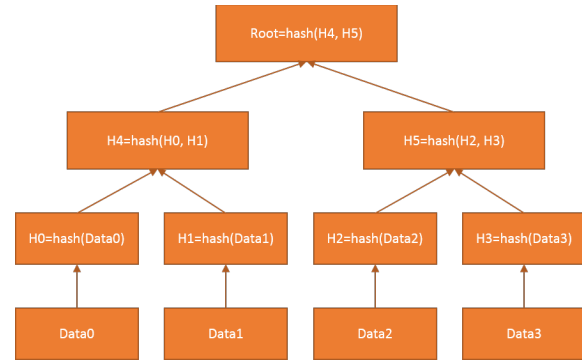 Root=hash(H4, H5)
H4=hash(H0, H1)
H5=hash(H2, H3)
H0=hash(Data0)
H1=hash(Data1)
H2=hash(Data2)
H3=hash(Data3)
Data0
Data1
Data2
Data3